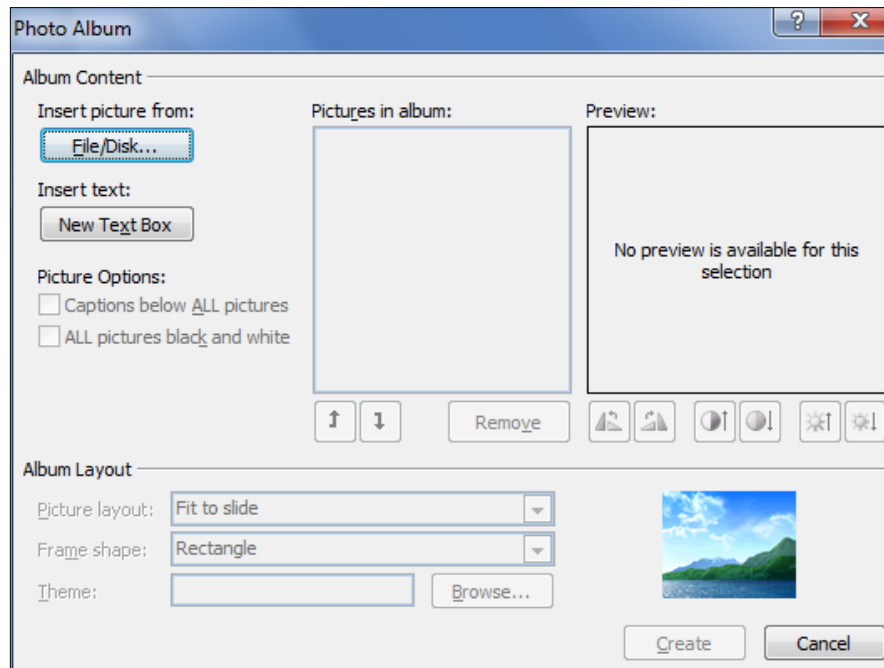 Photo Album
Album Content
Insert picture from:
File/Disk...
Insert text:
New Text Box
Picture Options:
Captions below ALL pictures
ALL pictures black and white
Pictures in album:
Remove
Preview:
No preview is available for this
selection
Album Layout
Picture layout:
Fit to slide
Frame shape:
Rectangle
Theme:
Browse...
Create
Cancel